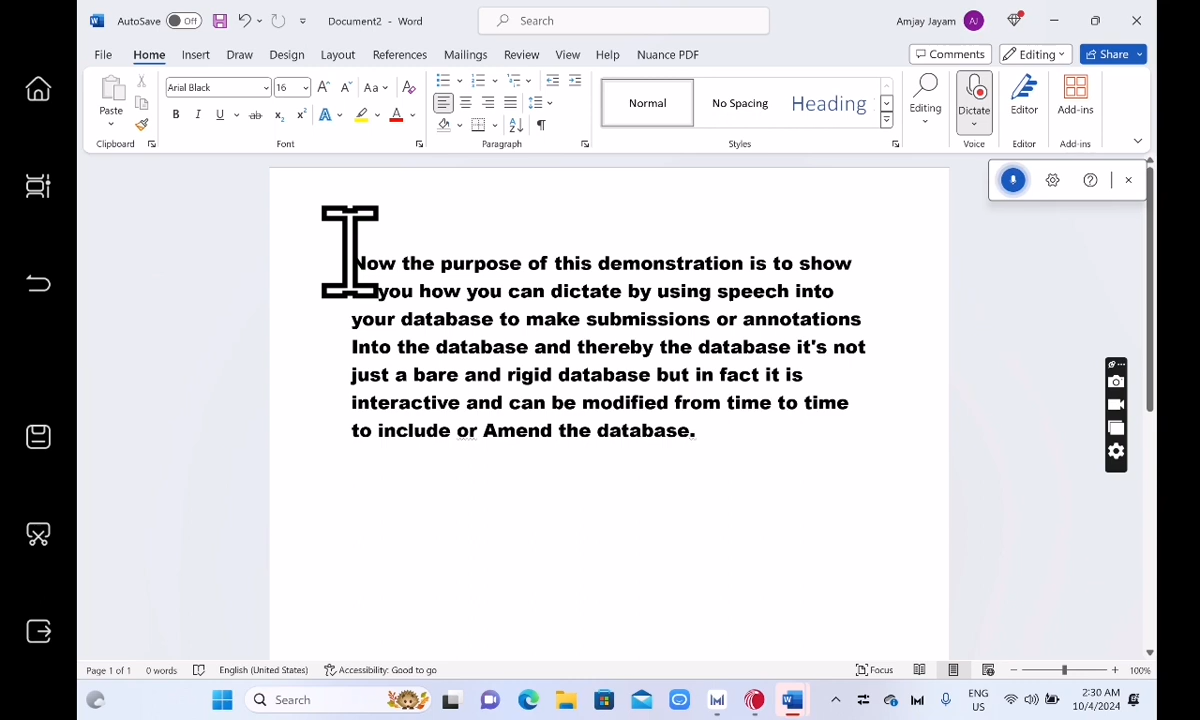 AutoSave Off Document2 - Word Search Amjay Jayam AJ
File Home Insert Draw Design Layout References Mailings Review View Help Nuance PDF Comments Editing Share
Paste Arial Black 16 Normal No Spacing Heading Editing Dictate Editor Add-ins
Clipboard Font Paragraph Styles Voice Editor Add-ins
Now the purpose of this demonstration is to show
you how you can dictate by using speech into
your database to make submissions or annotations
Into the database and thereby the database it's not
just a bare and rigid database but in fact it is
interactive and can be modified from time to time
to include or Amend the database.
Page 1 of 1 0 words English (United States) Accessibility: Good to go Focus 100%
Search ENG US 2:30 AM 10/4/2024